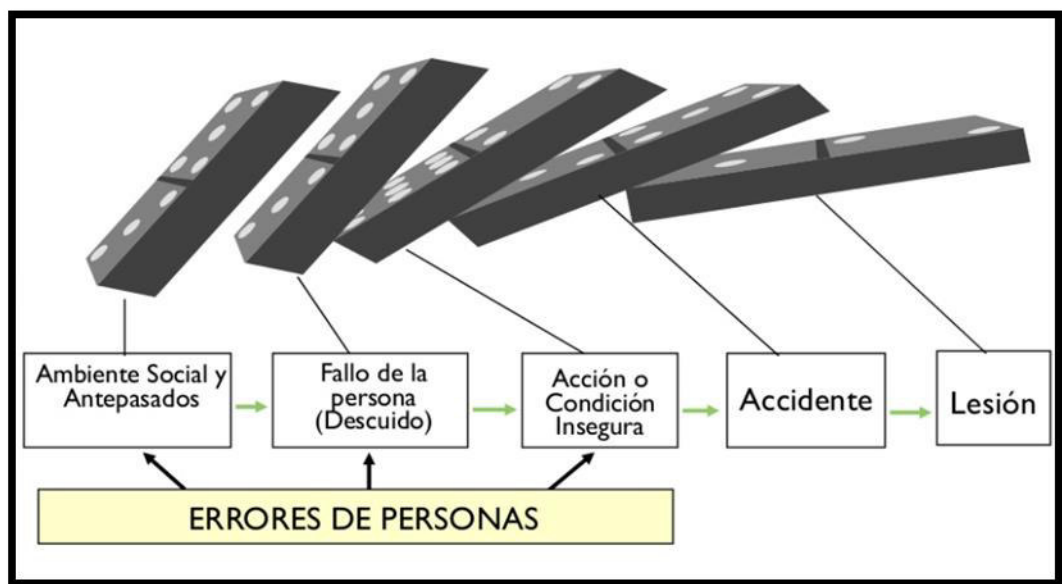 Ambiente Social y
Antepasados
Fallo de la
persona
(Descuido)
Acción o
Condición
Insegura
Accidente
Lesión
ERRORES DE PERSONAS